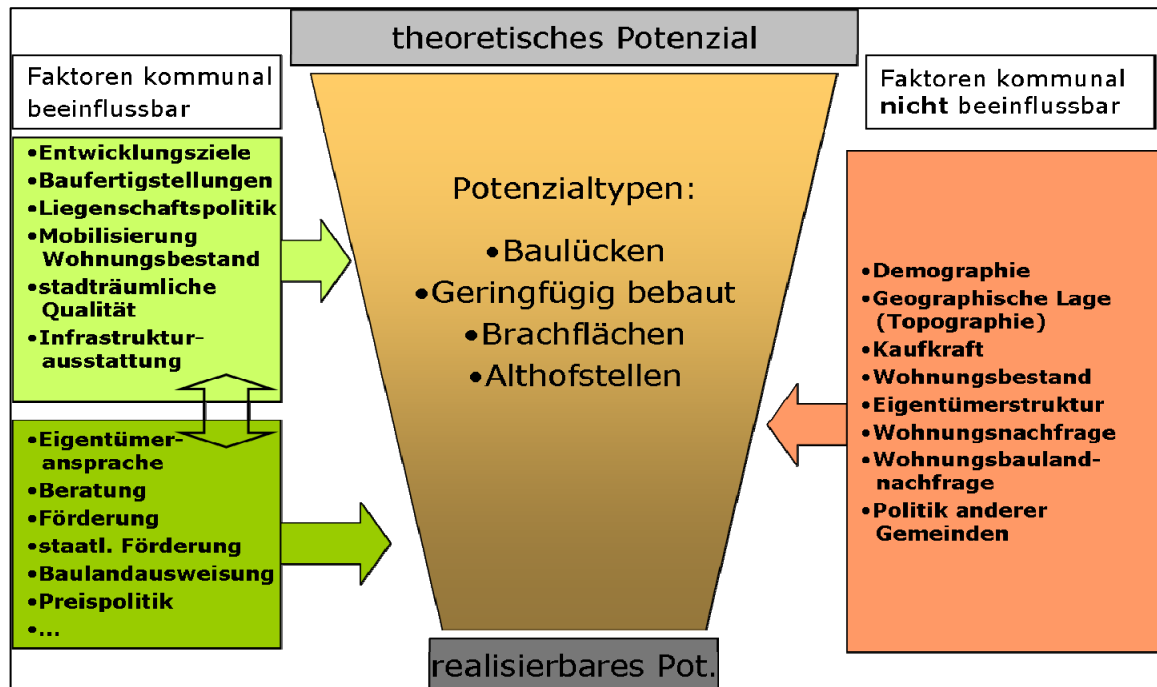 theoretisches Potenzial
Faktoren kommunal
beeinflussbar
•Entwicklungsziele
•Baufertigstellungen
•Liegenschaftspolitik
•Mobilisierung
Wohnungsbestand
•stadträumliche
Qualität
•Infrastruktur-
ausstattung
•Eigentümer-
ansprache
•Beratung
•Förderung
•staatl. Förderung
•Baulandausweisung
•Preispolitik
•...
Potenzialtypen:
•Baulücken
•Geringfügig bebaut
•Brachflächen
•Althofstellen
realisierbares Pot.
Faktoren kommunal
nicht beeinflussbar
•Demographie
•Geographische Lage
(Topographie)
•Kaufkraft
•Wohnungsbestand
•Eigentümerstruktur
•Wohnungsnachfrage
•Wohnungsbauland-
nachfrage
•Politik anderer
Gemeinden